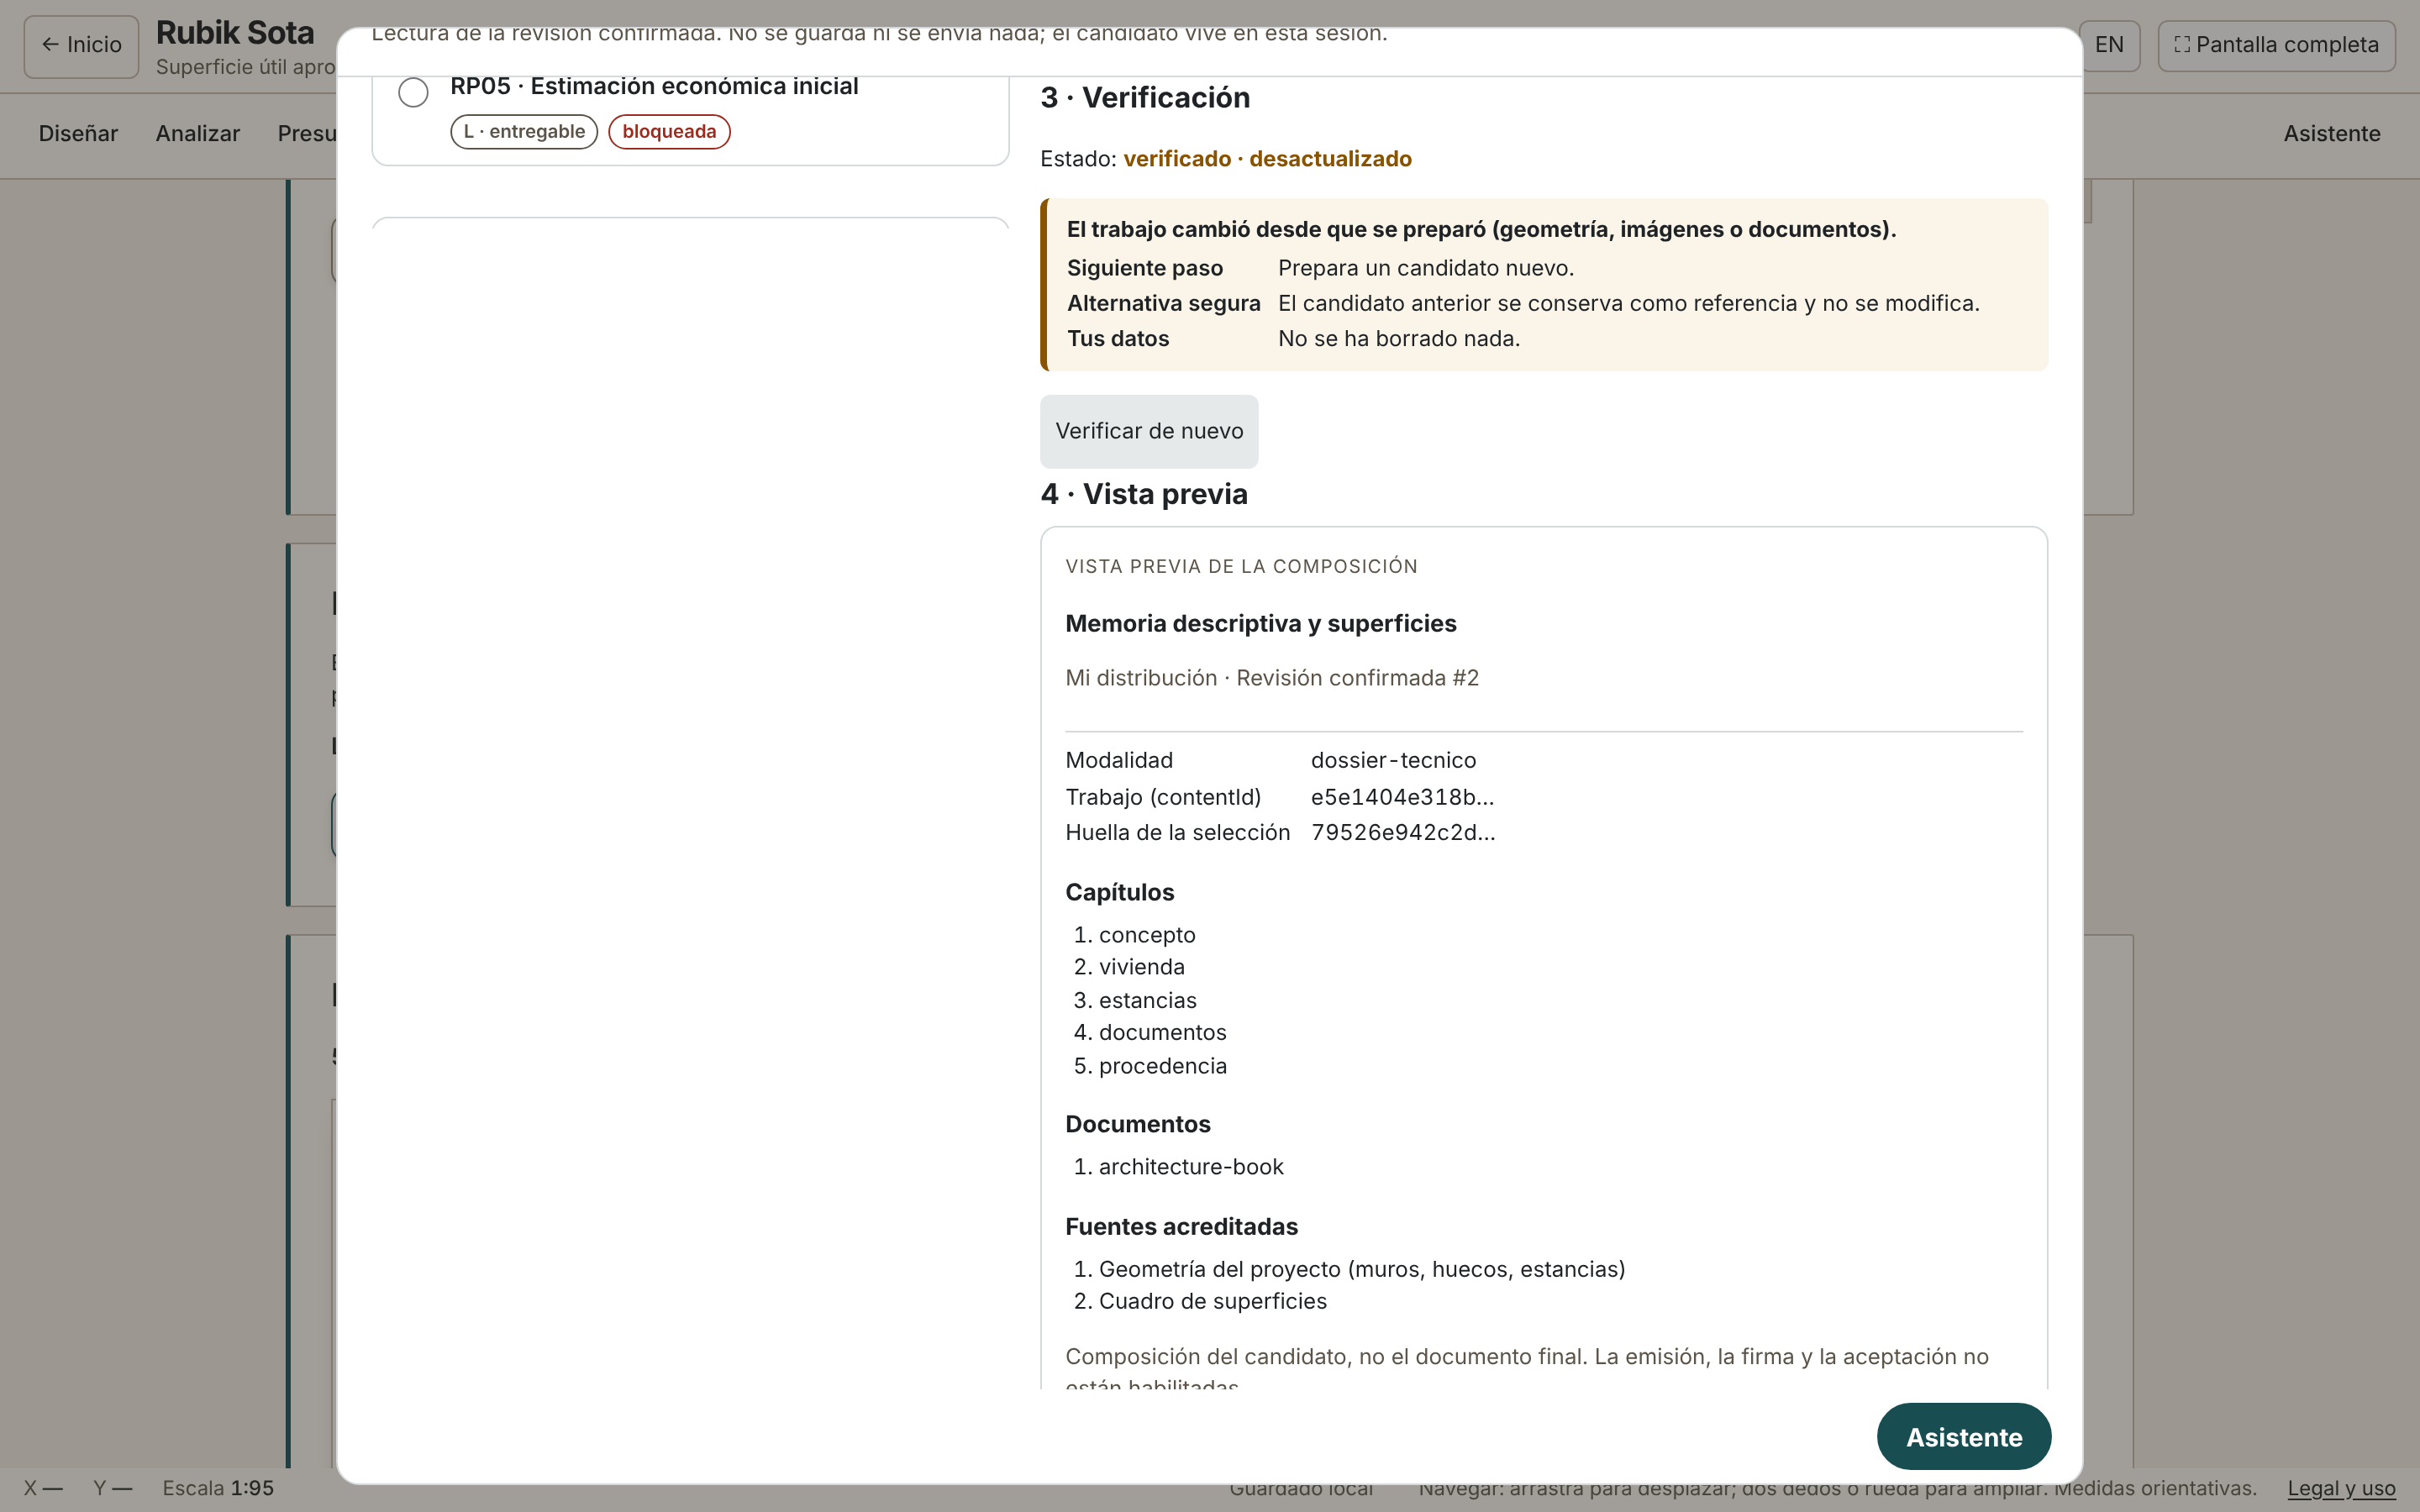 ← Inicio
Rubik Sota
Superficie útil apro
EN
Pantalla completa
Diseñar
Analizar
Presu
Asistente
Lectura de la revisión confirmada. No se guarda ni se envía nada; el candidato vive en esta sesión.
RP05 · Estimación económica inicial
L · entregable
bloqueada
3 · Verificación
Estado: verificado · desactualizado
El trabajo cambió desde que se preparó (geometría, imágenes o documentos).
Siguiente paso Prepara un candidato nuevo.
Alternativa segura El candidato anterior se conserva como referencia y no se modifica.
Tus datos No se ha borrado nada.
Verificar de nuevo
4 · Vista previa
VISTA PREVIA DE LA COMPOSICIÓN
Memoria descriptiva y superficies
Mi distribución · Revisión confirmada #2
Modalidad dossier-tecnico
Trabajo (contentId) e5e1404e318b…
Huella de la selección 79526e942c2d…
Capítulos
1. concepto
2. vivienda
3. estancias
4. documentos
5. procedencia
Documentos
1. architecture-book
Fuentes acreditadas
1. Geometría del proyecto (muros, huecos, estancias)
2. Cuadro de superficies
Composición del candidato, no el documento final. La emisión, la firma y la aceptación no
están habilitadas.
Asistente
X —
Y —
Escala 1:95
Guardado local
Navegar: arrastra para desplazar; dos dedos o rueda para ampliar. Medidas orientativas.
Legal y uso